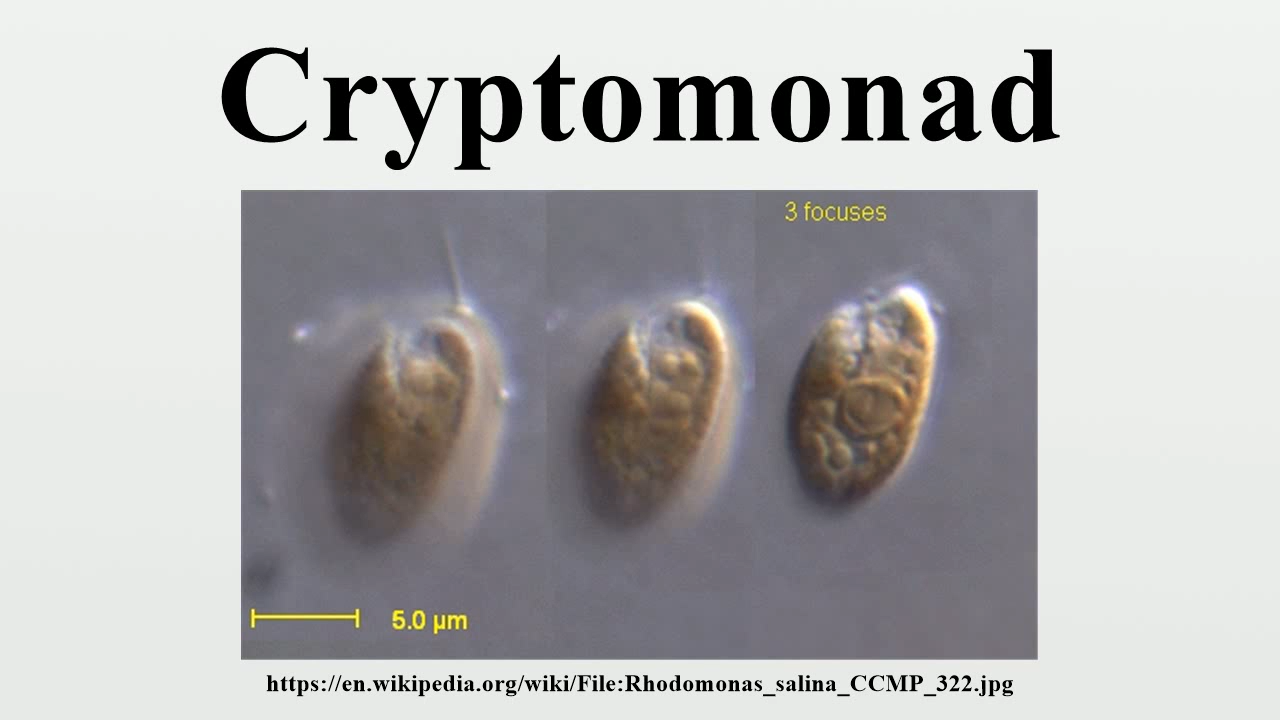 Cryptomonad
3 focuses
5.0 µm
https://en.wikipedia.org/wiki/File:Rhodomonas_salina_CCMP_322.jpg